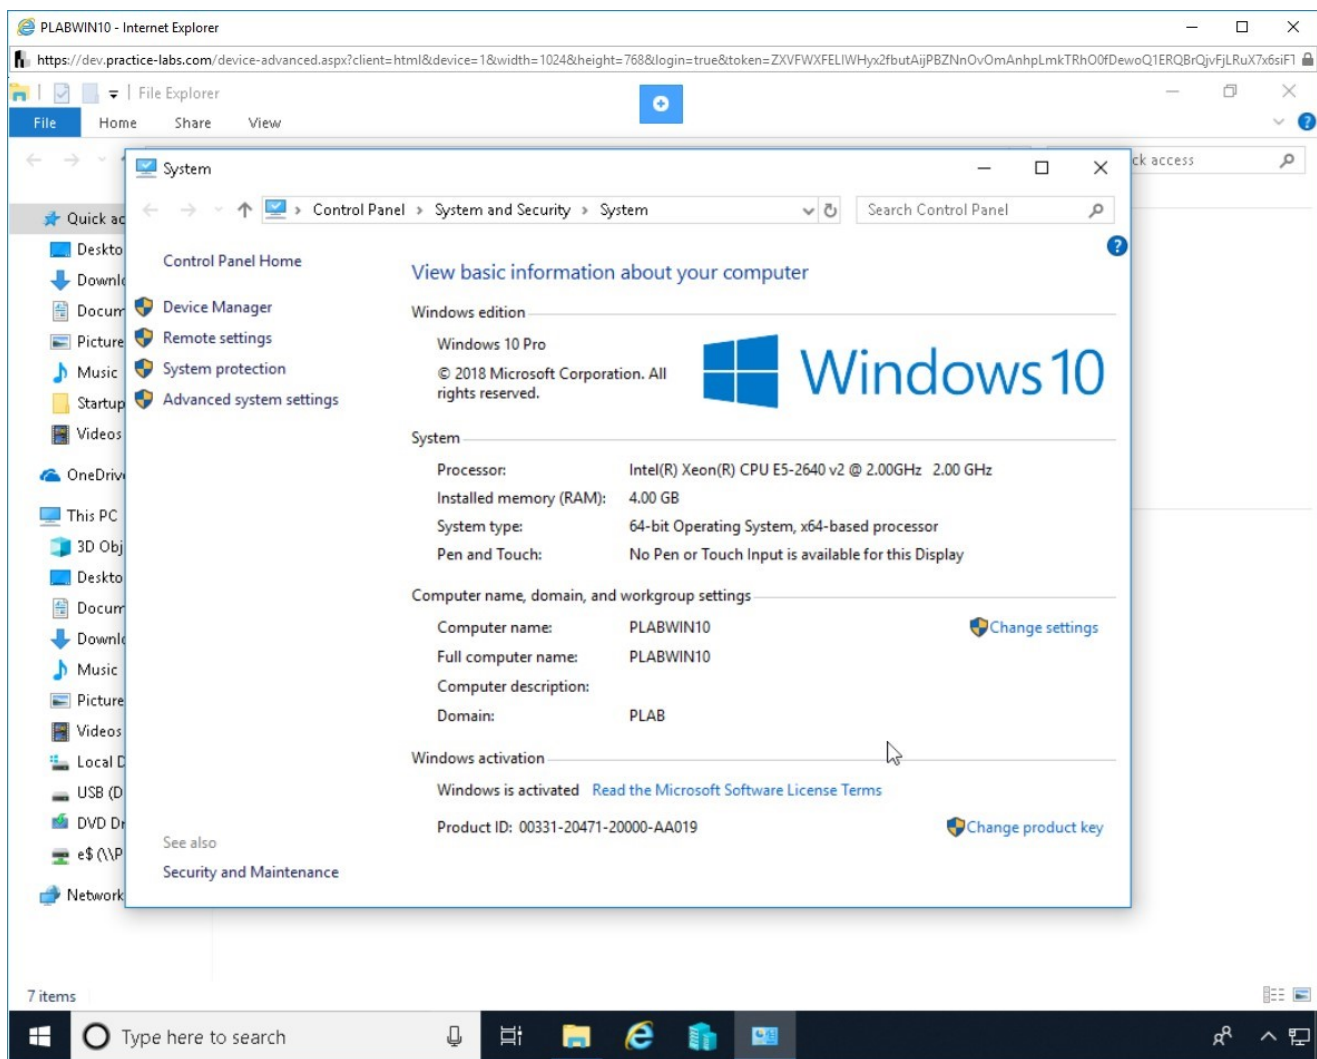 PLABWIN10 - Internet Explorer
https://dev.practice-labs.com/device-advanced.aspx?client=html&device=1&width=1024&height=768&login=true&token=ZXVFWXFELIWHyx2fbutAijPBZNnOvOmAnhpLmkTRhO0fDewoQ1ERQBrQjvFjLRuX7x6siF1
File Explorer
File Home Share View
ck access
System
Control Panel > System and Security > System
Search Control Panel
Quick ac
Deskto
Downlo
Docum
Picture
Music
Startup
Videos
OneDriv
This PC
3D Obj
Deskto
Docum
Downlo
Music
Picture
Videos
Local D
USB (D
DVD Dr
e$ (\\P
Network
Control Panel Home
Device Manager
Remote settings
System protection
Advanced system settings
See also
Security and Maintenance
View basic information about your computer
Windows edition
Windows 10 Pro
© 2018 Microsoft Corporation. All
rights reserved.
Windows 10
System
Processor: Intel(R) Xeon(R) CPU E5-2640 v2 @ 2.00GHz 2.00 GHz
Installed memory (RAM): 4.00 GB
System type: 64-bit Operating System, x64-based processor
Pen and Touch: No Pen or Touch Input is available for this Display
Computer name, domain, and workgroup settings
Computer name: PLABWIN10 Change settings
Full computer name: PLABWIN10
Computer description:
Domain: PLAB
Windows activation
Windows is activated Read the Microsoft Software License Terms
Product ID: 00331-20471-20000-AA019 Change product key
7 items
Type here to search